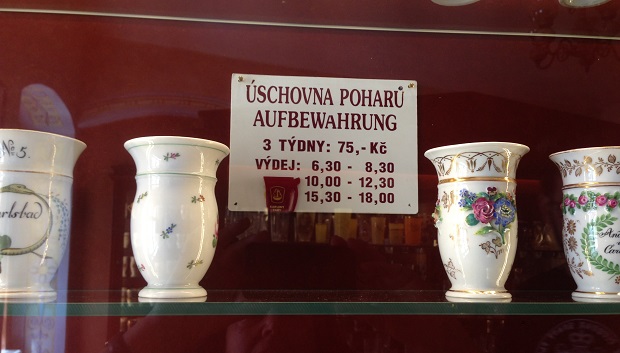 ÚSCHOVNA POHARŮ
AUFBEWAHRUNG
3 TÝDNY: 75,- Kč
VÝDEJ: 6,30 - 8,30
10,00 - 12,30
15,30 - 18,00
No 5.